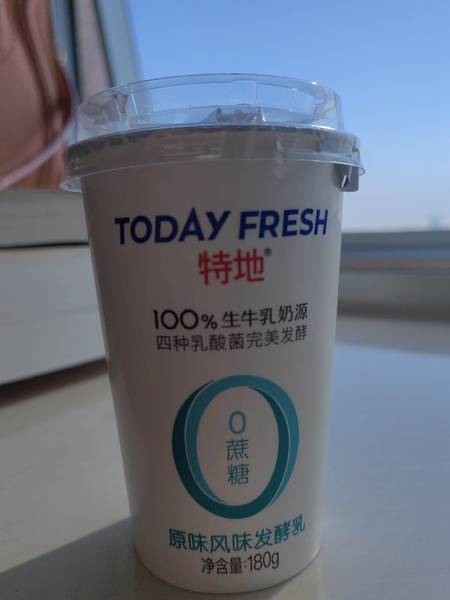 TODAY FRESH
特地®
100%生牛乳奶源
四种乳酸菌完美发酵
0
蔗
糖
原味风味发酵乳
净含量:180g